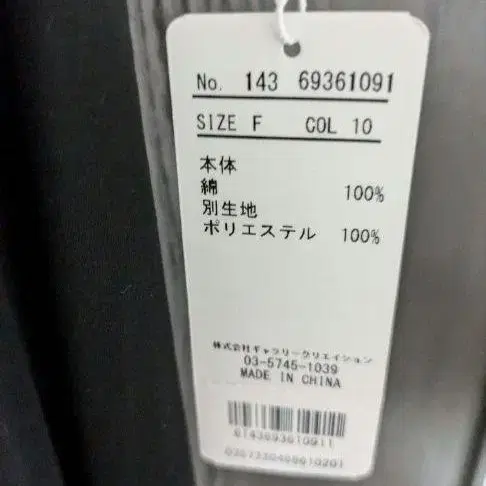 No. 143 69361091
SIZE F COL 10
本体
綿 100%
別生地
ポリエステル 100%
株式会社ギャラリークリエイション
03-5745-1039
MADE IN CHINA
6143693610911